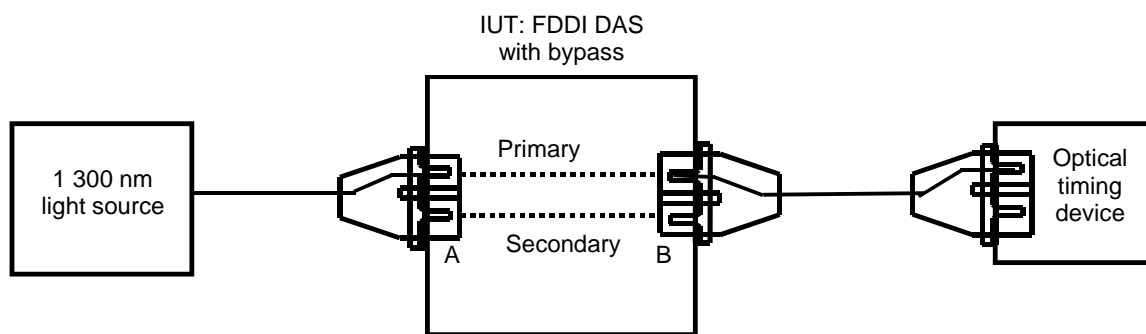 IUT: FDDI DAS
with bypass
1 300 nm
light source
Primary
Secondary
A
B
Optical
timing
device